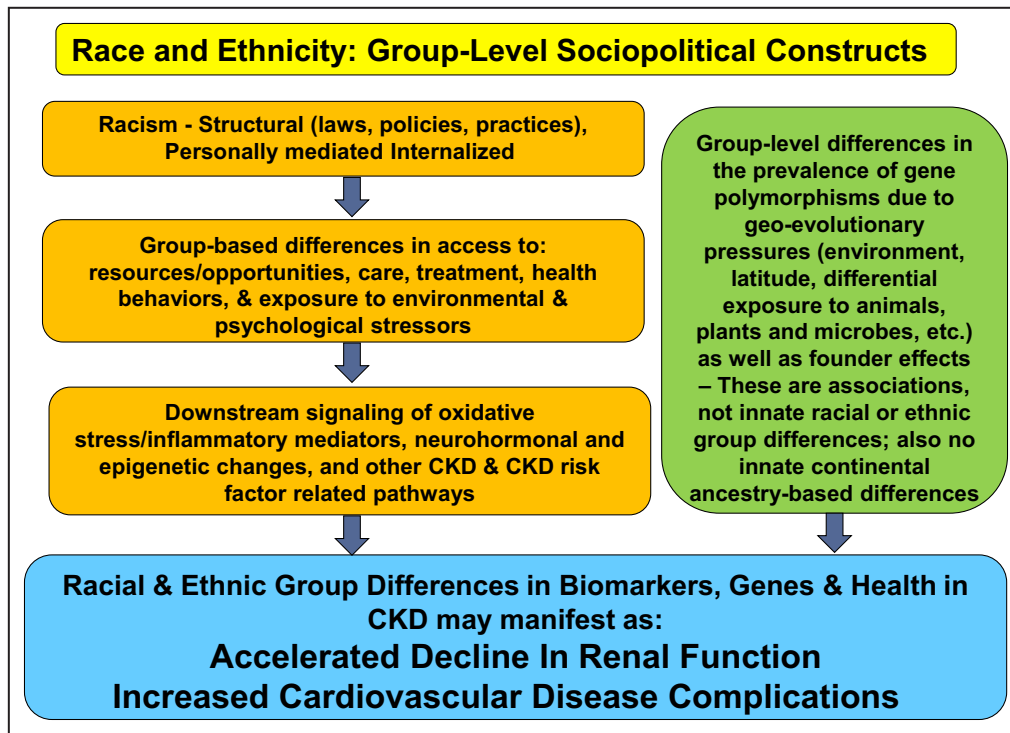 Race and Ethnicity: Group-Level Sociopolitical Constructs
Racism - Structural (laws, policies, practices),
Personally mediated Internalized
Group-based differences in access to:
resources/opportunities, care, treatment, health
behaviors, & exposure to environmental &
psychological stressors
Downstream signaling of oxidative
stress/inflammatory mediators, neurohormonal and
epigenetic changes, and other CKD & CKD risk
factor related pathways
Group-level differences in
the prevalence of gene
polymorphisms due to
geo-evolutionary
pressures (environment,
latitude, differential
exposure to animals,
plants and microbes, etc.)
as well as founder effects
– These are associations,
not innate racial or ethnic
group differences; also no
innate continental
ancestry-based differences
Racial & Ethnic Group Differences in Biomarkers, Genes & Health in
CKD may manifest as:
Accelerated Decline In Renal Function
Increased Cardiovascular Disease Complications